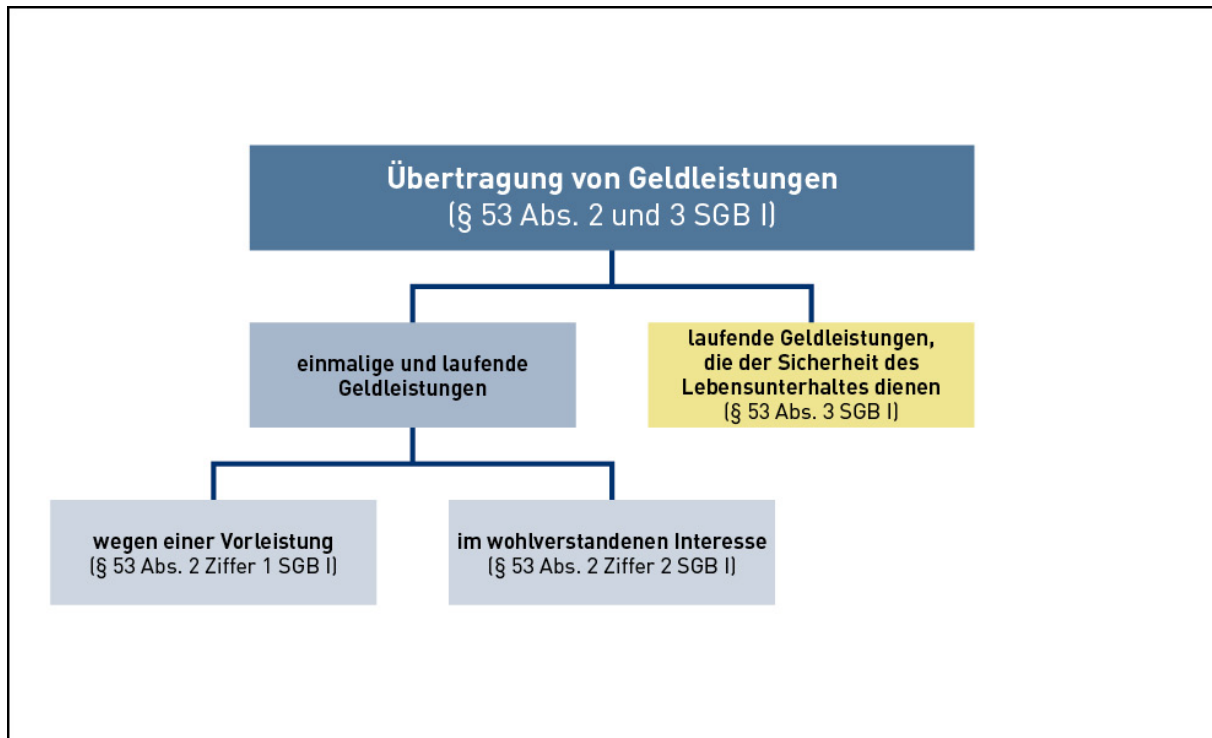 Übertragung von Geldleistungen
(§ 53 Abs. 2 und 3 SGB I)
einmalige und laufende
Geldleistungen
laufende Geldleistungen,
die der Sicherheit des
Lebensunterhaltes dienen
(§ 53 Abs. 3 SGB I)
wegen einer Vorleistung
(§ 53 Abs. 2 Ziffer 1 SGB I)
im wohlverstandenen Interesse
(§ 53 Abs. 2 Ziffer 2 SGB I)